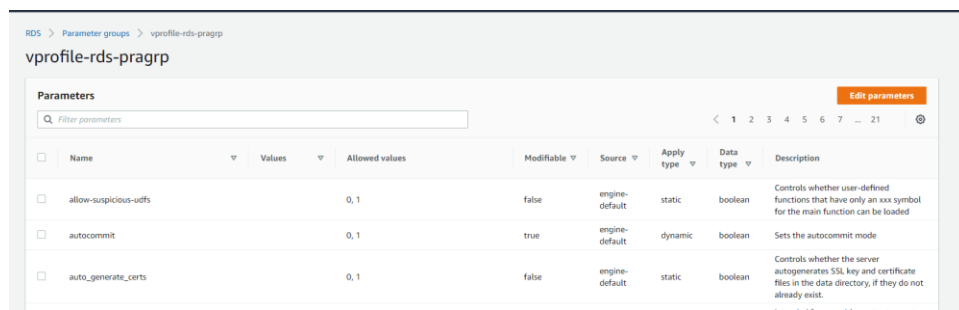 RDS > Parameter groups > vprofile-rds-pragrp
vprofile-rds-pragrp
Parameters
Edit parameters
Filter parameters
< 1 2 3 4 5 6 7 ... 21
Name Values Allowed values Modifiable Source Apply type Data type Description
allow-suspicious-udfs 0, 1 false engine-default static boolean Controls whether user-defined
functions that have only an xxx symbol
for the main function can be loaded
autocommit 0, 1 true engine-default dynamic boolean Sets the autocommit mode
auto_generate_certs 0, 1 false engine-default static boolean Controls whether the server
autogenerates SSL key and certificate
files in the data directory, if they do not
already exist.